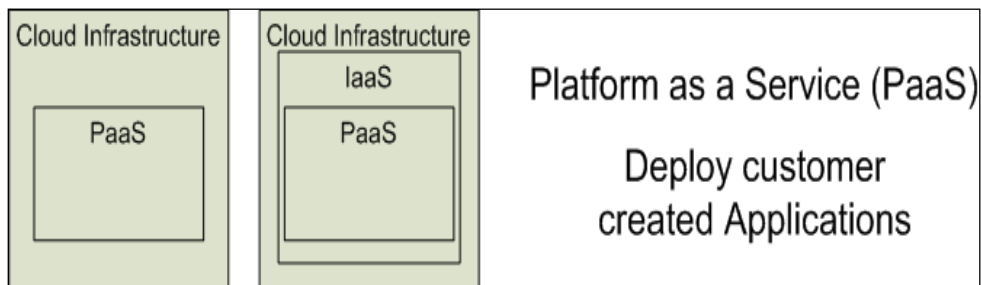 Cloud Infrastructure
PaaS
Cloud Infrastructure
IaaS
PaaS
Platform as a Service (PaaS)
Deploy customer
created Applications